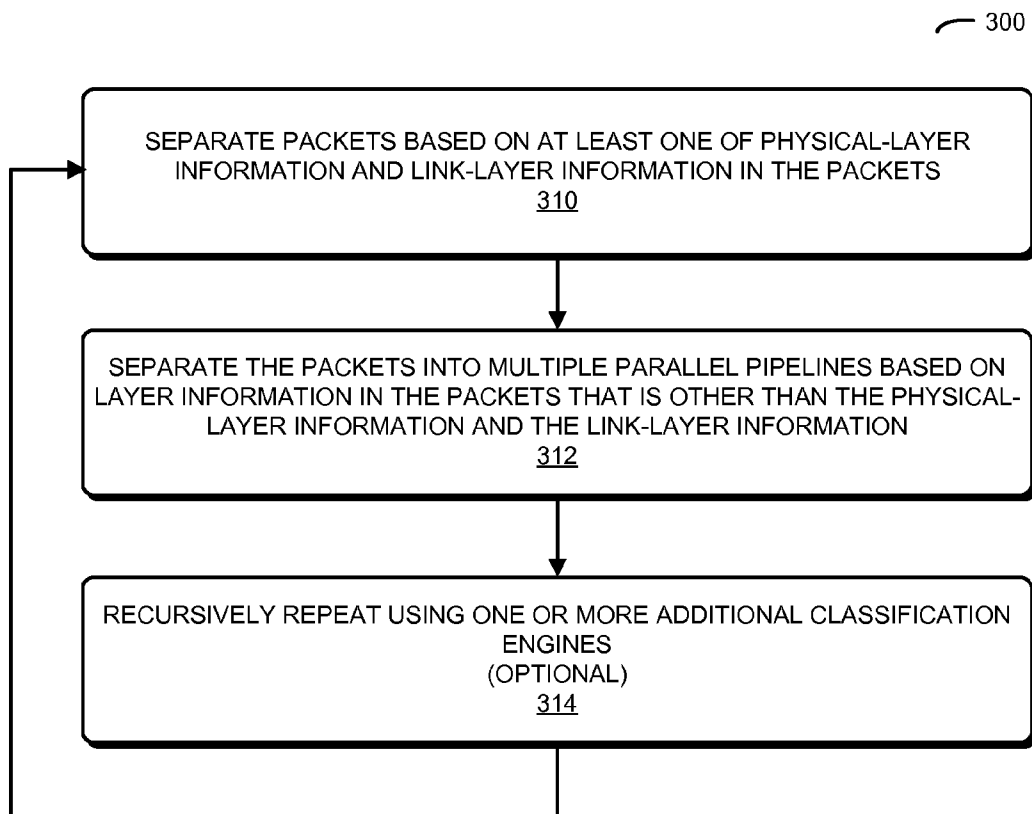 300
SEPARATE PACKETS BASED ON AT LEAST ONE OF PHYSICAL-LAYER
INFORMATION AND LINK-LAYER INFORMATION IN THE PACKETS
310
SEPARATE THE PACKETS INTO MULTIPLE PARALLEL PIPELINES BASED ON
LAYER INFORMATION IN THE PACKETS THAT IS OTHER THAN THE PHYSICAL-
LAYER INFORMATION AND THE LINK-LAYER INFORMATION
312
RECURSIVELY REPEAT USING ONE OR MORE ADDITIONAL CLASSIFICATION
ENGINES
(OPTIONAL)
314